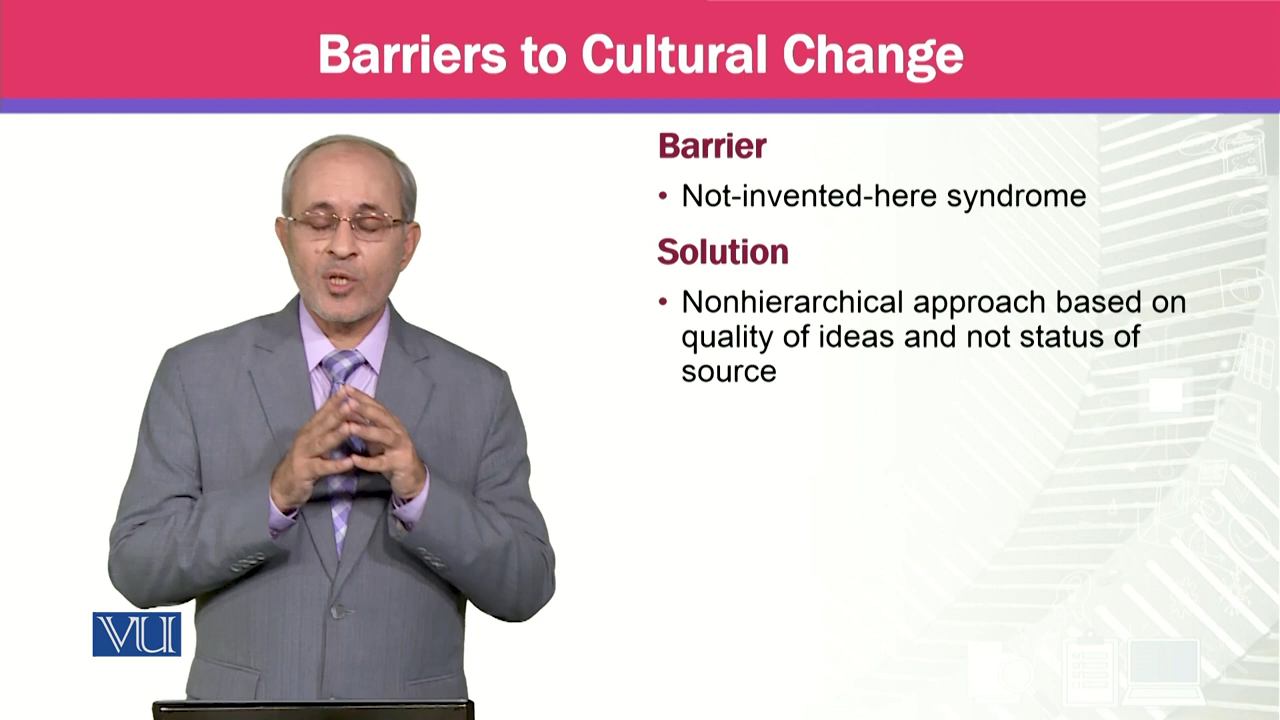 Barriers to Cultural Change
Barrier
• Not-invented-here syndrome
Solution
• Nonhierarchical approach based on
quality of ideas and not status of
source
VU